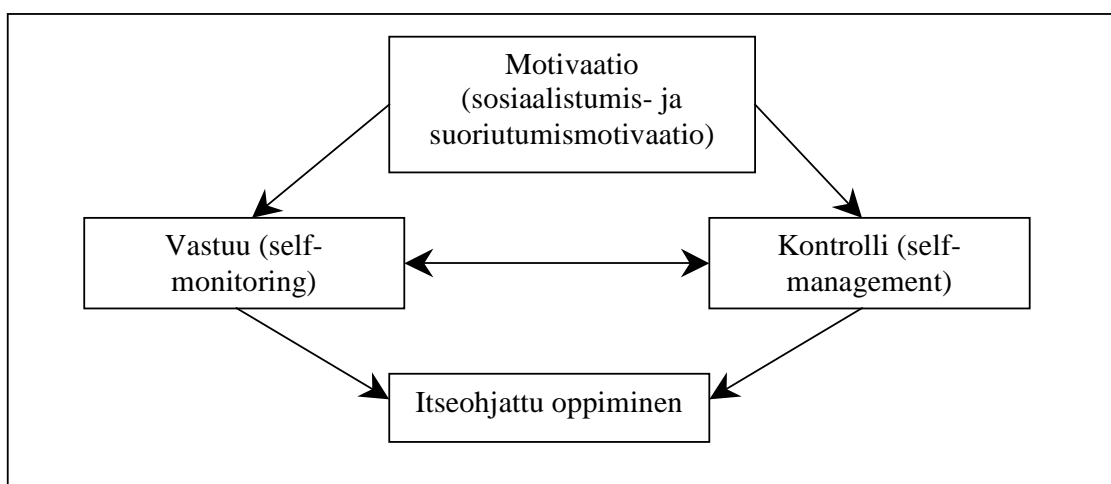 Motivaatio
(sosiaalistumis- ja
suoriutumismotivaatio)
Vastuu (self-
monitoring)
Kontrolli (self-
management)
Itseohjattu oppiminen